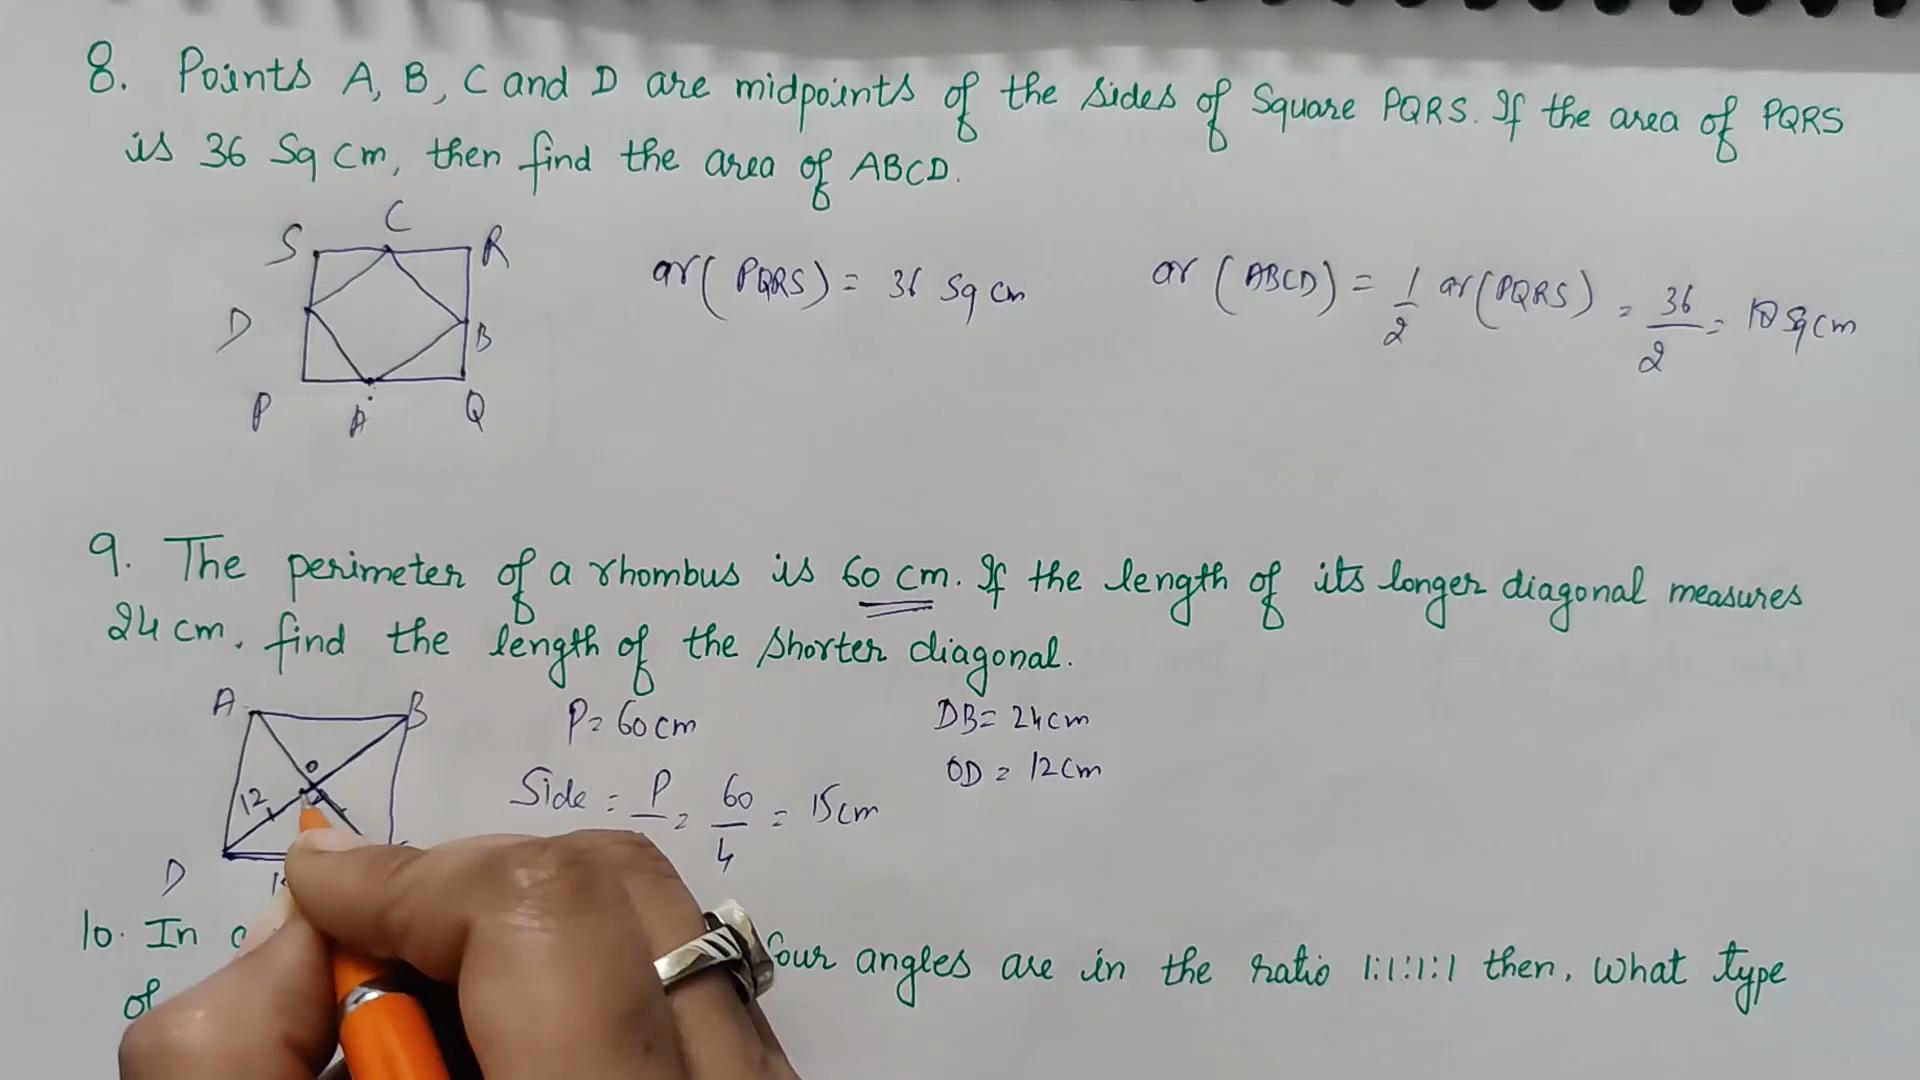 8. Points A, B, C and D are midpoints of the sides of Square PQRS. If the area of PQRS
is 36 Sq cm, then find the area of ABCD.
C
S R
D B
P A Q
ar ( PQRS) = 36 Sq cm
ar ( ABCD) = 1/2 ar (PQRS) = 36/2 = 18 Sq cm
9. The perimeter of a rhombus is 60 cm. If the length of its longer diagonal measures
24 cm, find the length of the shorter diagonal.
A B
O
12
D
P = 60 cm
Side = P = 60/4 = 15 cm
DB = 24 cm
OD = 12 cm
10. In four angles are in the ratio 1:1:1:1 then, what type
of